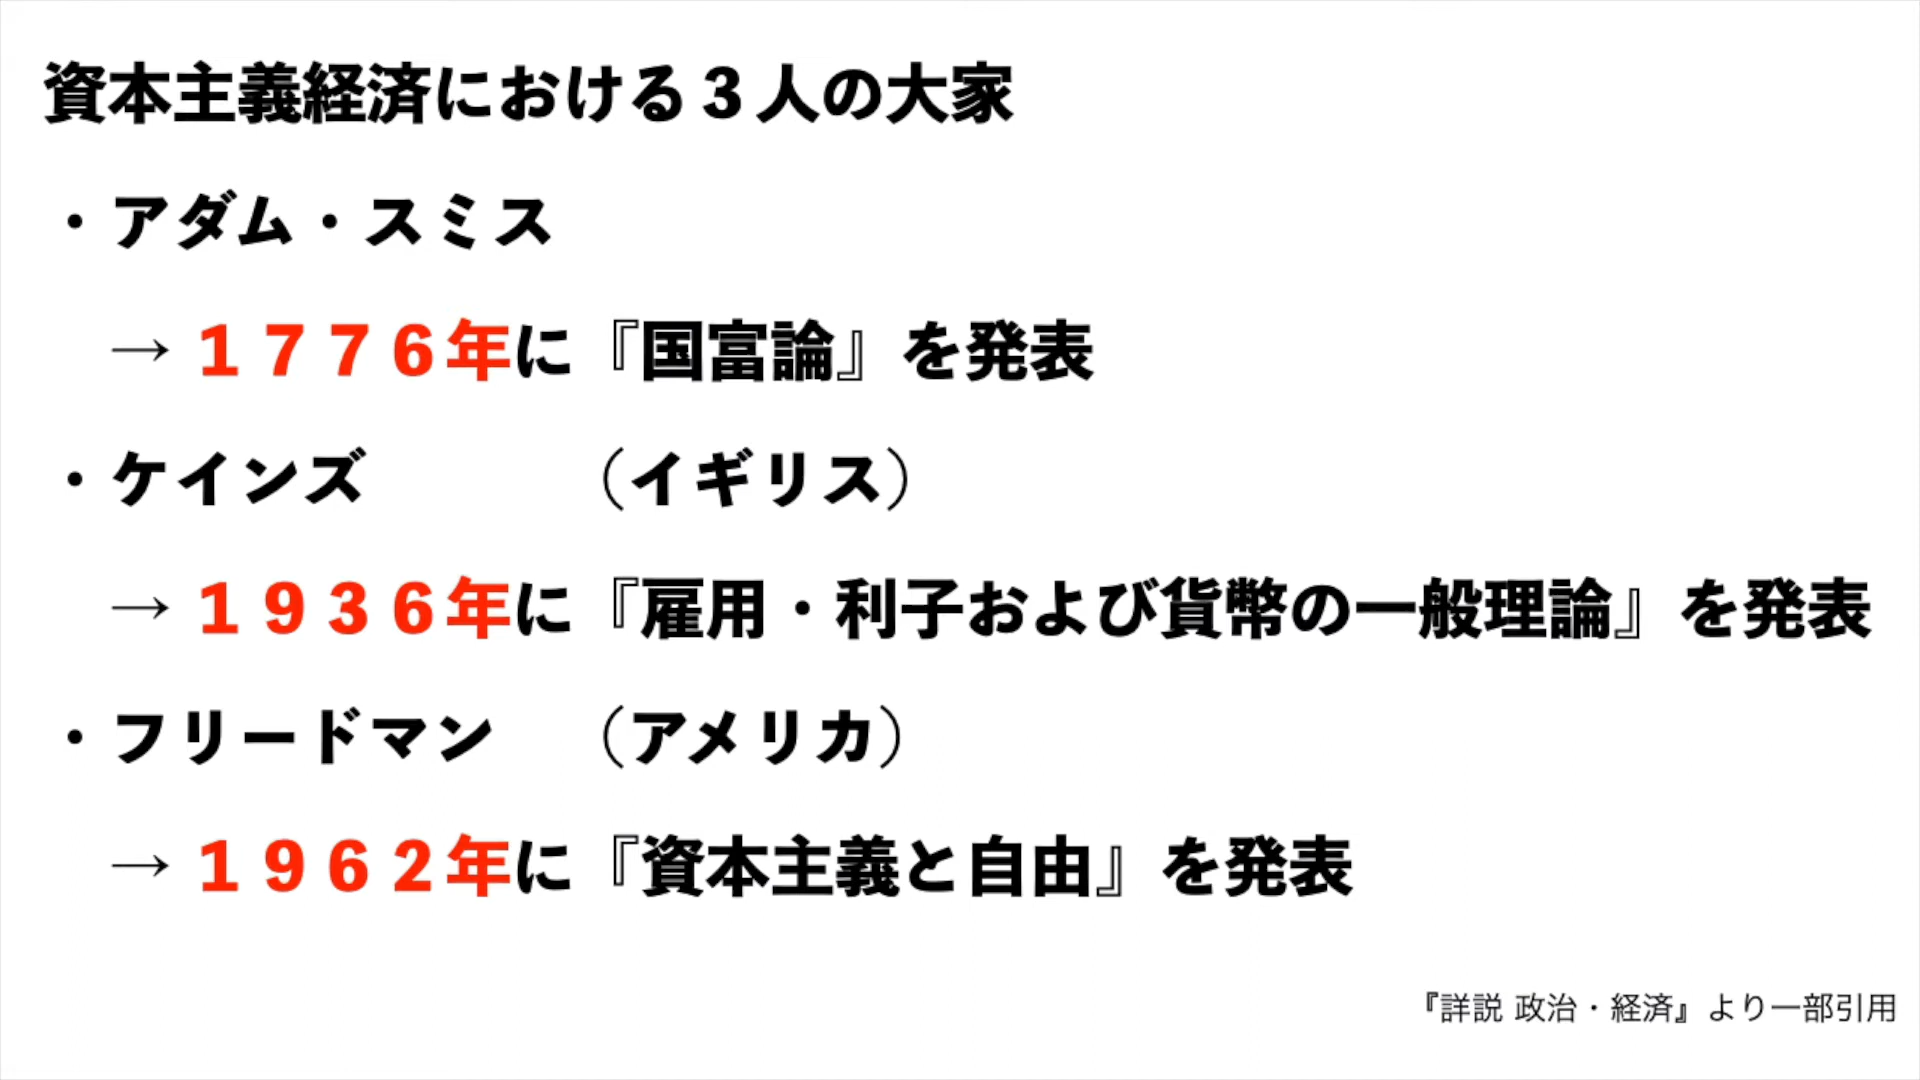 資本主義経済における３人の大家
・アダム・スミス
→ １７７６年に『国富論』を発表
・ケインズ　　　（イギリス）
→ １９３６年に『雇用・利子および貨幣の一般理論』を発表
・フリードマン　（アメリカ）
→ １９６２年に『資本主義と自由』を発表
『詳説 政治・経済』より一部引用